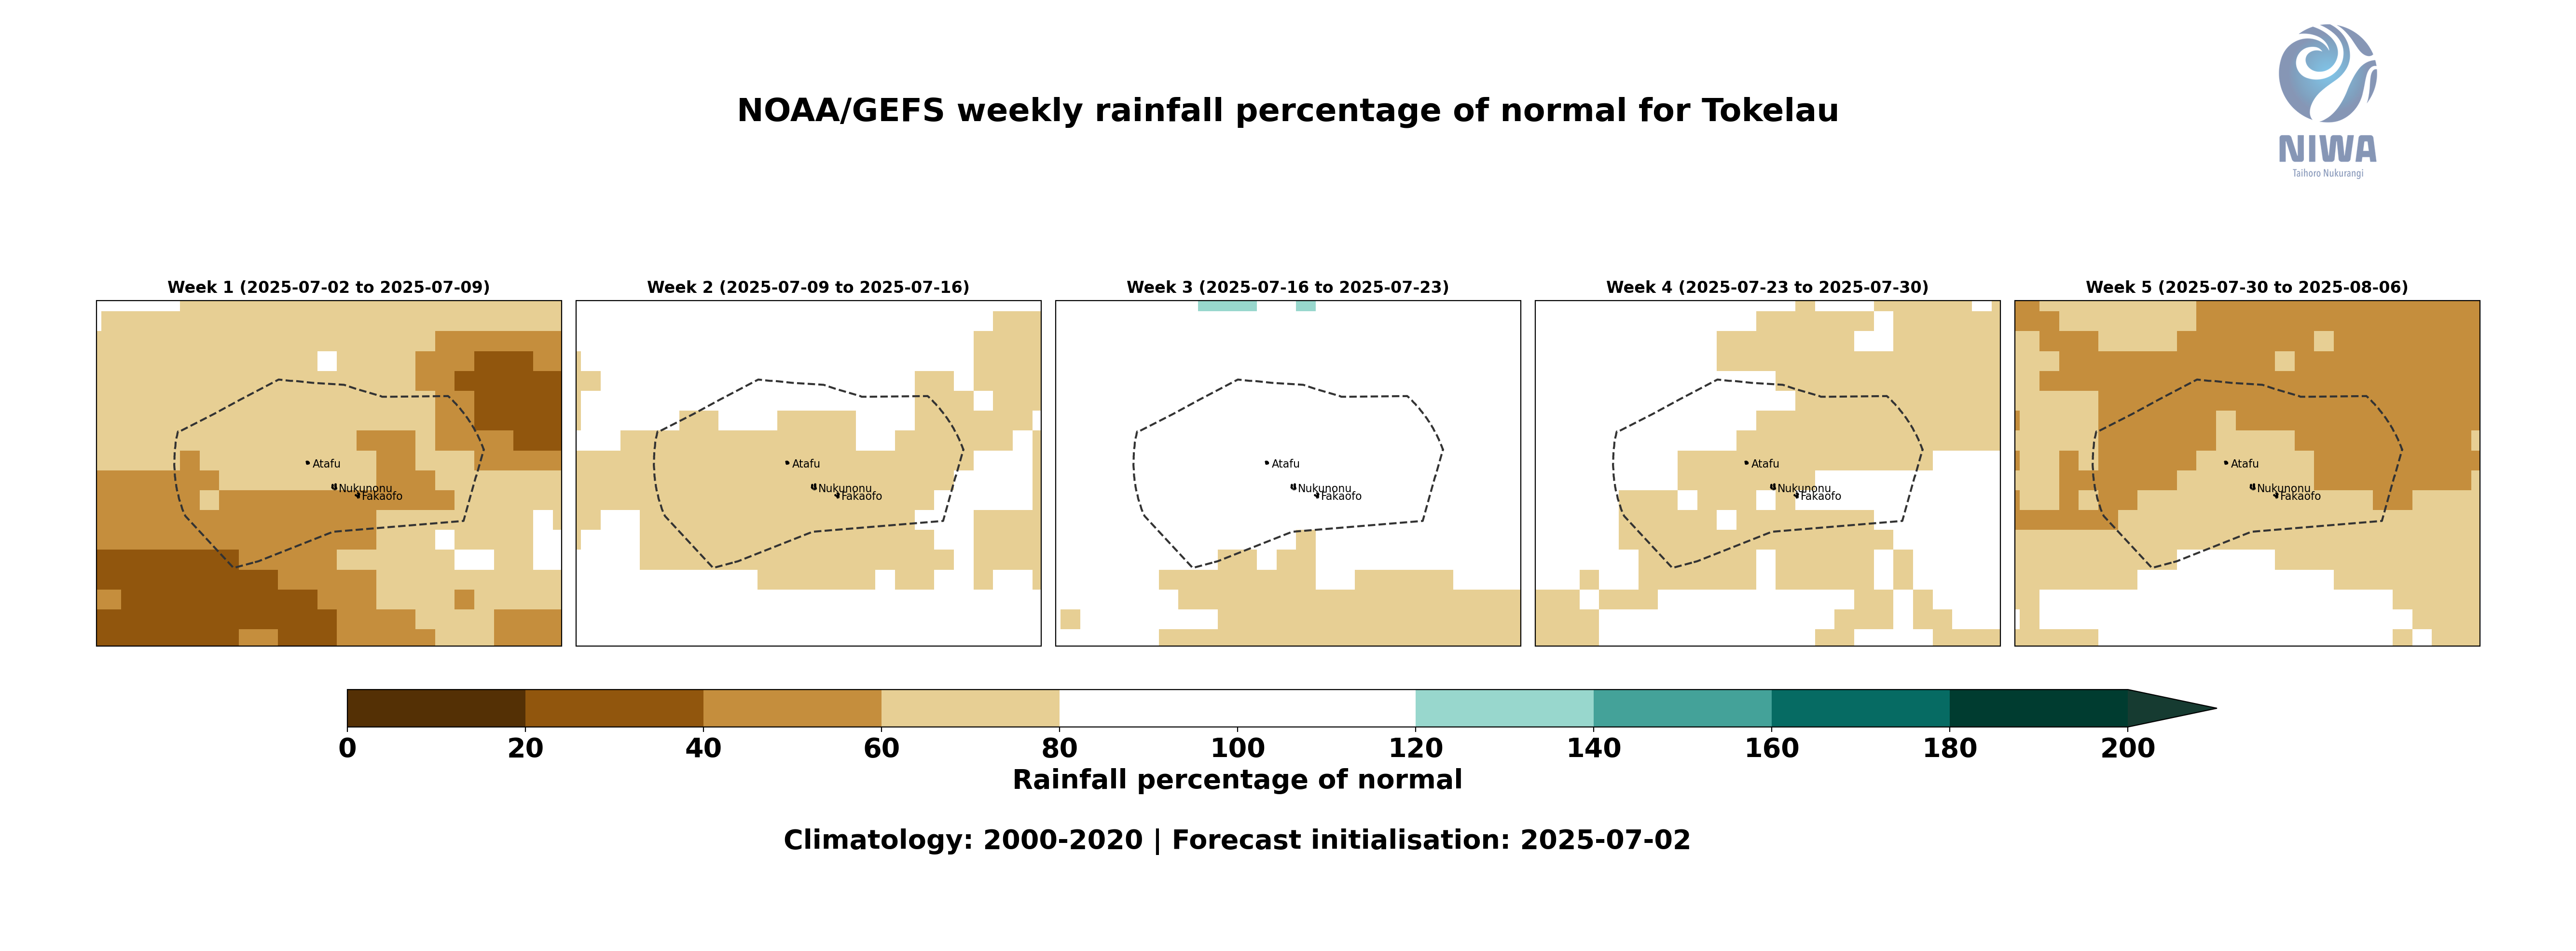 NOAA/GEFS weekly rainfall percentage of normal for Tokelau
NIWA
Taihoro Nukurangi
Week 1 (2025-07-02 to 2025-07-09)
Week 2 (2025-07-09 to 2025-07-16)
Week 3 (2025-07-16 to 2025-07-23)
Week 4 (2025-07-23 to 2025-07-30)
Week 5 (2025-07-30 to 2025-08-06)
Atafu
Nukunonu
Fakaofo
Atafu
Nukunonu
Fakaofo
Atafu
Nukunonu
Fakaofo
Atafu
Nukunonu
Fakaofo
Atafu
Nukunonu
Fakaofo
0 20 40 60 80 100 120 140 160 180 200
Rainfall percentage of normal
Climatology: 2000-2020 | Forecast initialisation: 2025-07-02